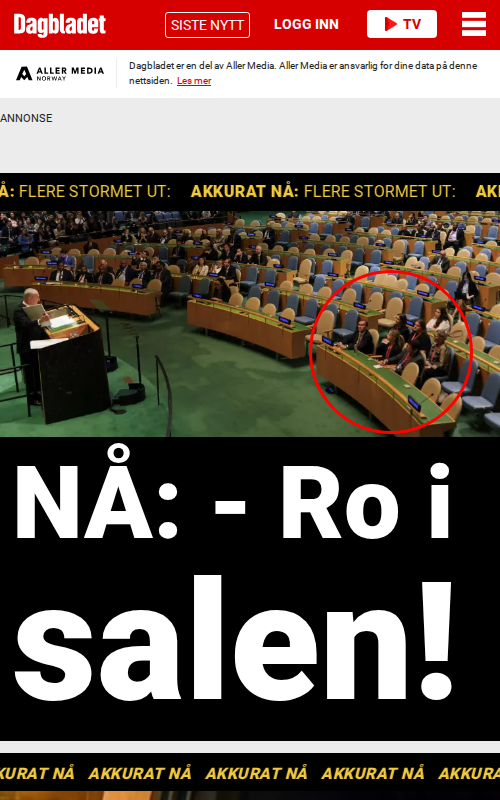 Dagbladet
SISTE NYTT
LOGG INN
TV
ALLER MEDIA
NORWAY
Dagbladet er en del av Aller Media. Aller Media er ansvarlig for dine data på denne
nettsiden. Les mer
ANNONSE
Å: FLERE STORMET UT: AKKURAT NÅ: FLERE STORMET UT: AK
NÅ: - Ro i
salen!
KURAT NÅ AKKURAT NÅ AKKURAT NÅ AKKURAT NÅ AKKURA